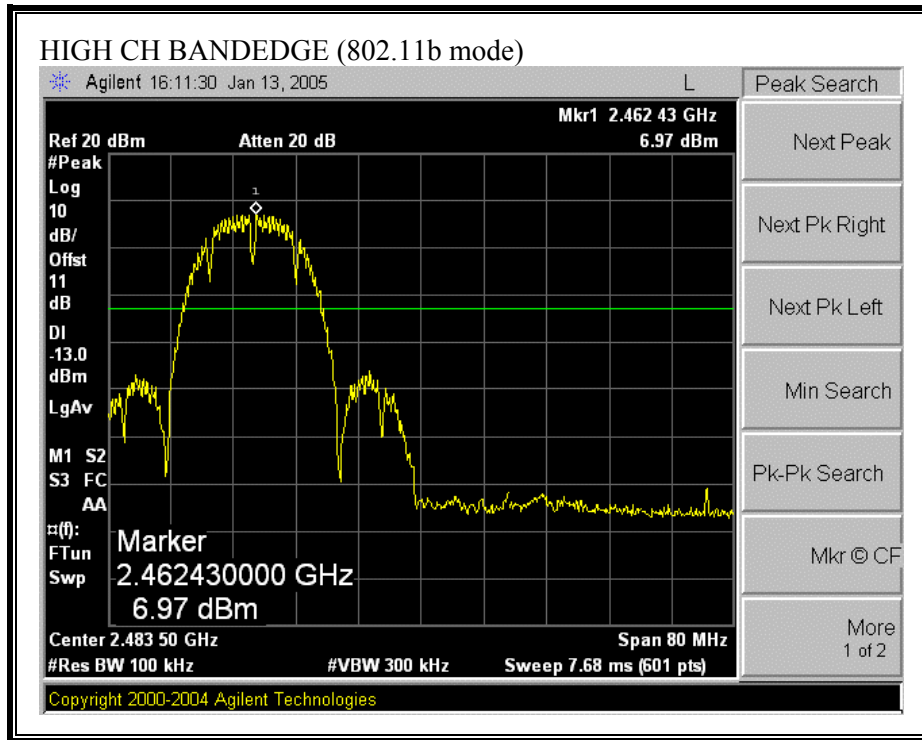 HIGH CH BANDEDGE (802.11b mode)
Agilent 16:11:30 Jan 13, 2005 L
Peak Search
Mkr1 2.462 43 GHz
Ref 20 dBm Atten 20 dB 6.97 dBm
#Peak
Log
10
dB/
Offst
11
dB
DI
-13.0
dBm
LgAv
M1 S2
S3 FC
AA
¤(f):
FTun
Swp
1
Marker
2.462430000 GHz
6.97 dBm
Center 2.483 50 GHz Span 80 MHz
#Res BW 100 kHz #VBW 300 kHz Sweep 7.68 ms (601 pts)
Copyright 2000-2004 Agilent Technologies
Next Peak
Next Pk Right
Next Pk Left
Min Search
Pk-Pk Search
Mkr © CF
More
1 of 2